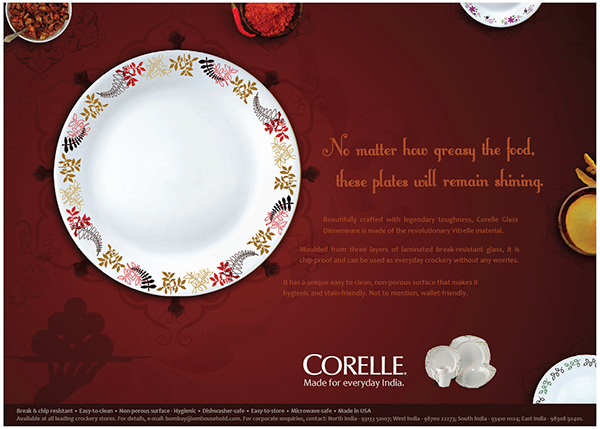 No matter how greasy the food,
these plates will remain shining.
Beautifully crafted with legendary toughness, Corelle Glass
Dinnerware is made of the revolutionary Vitrelle material.
Moulded from three layers of laminated break-resistant glass, it is
chip-proof and can be used as everyday crockery without any worries.
It has a unique easy to clean, non-porous surface that makes it
hygienic and stain-friendly. Not to mention, wallet-friendly.
CORELLE®
Made for everyday India.
Break & chip resistant • Easy-to-clean • Non-porous surface - Hygienic • Dishwasher-safe • Easy-to-store • Microwave-safe • Made in USA
Available at all leading crockery stores. For details, e-mail: bombay@omhousehold.com. For corporate enquiries, contact: North India - 93133 50107; West India - 98700 22273; South India - 93410 11124; East India - 98308 92401.